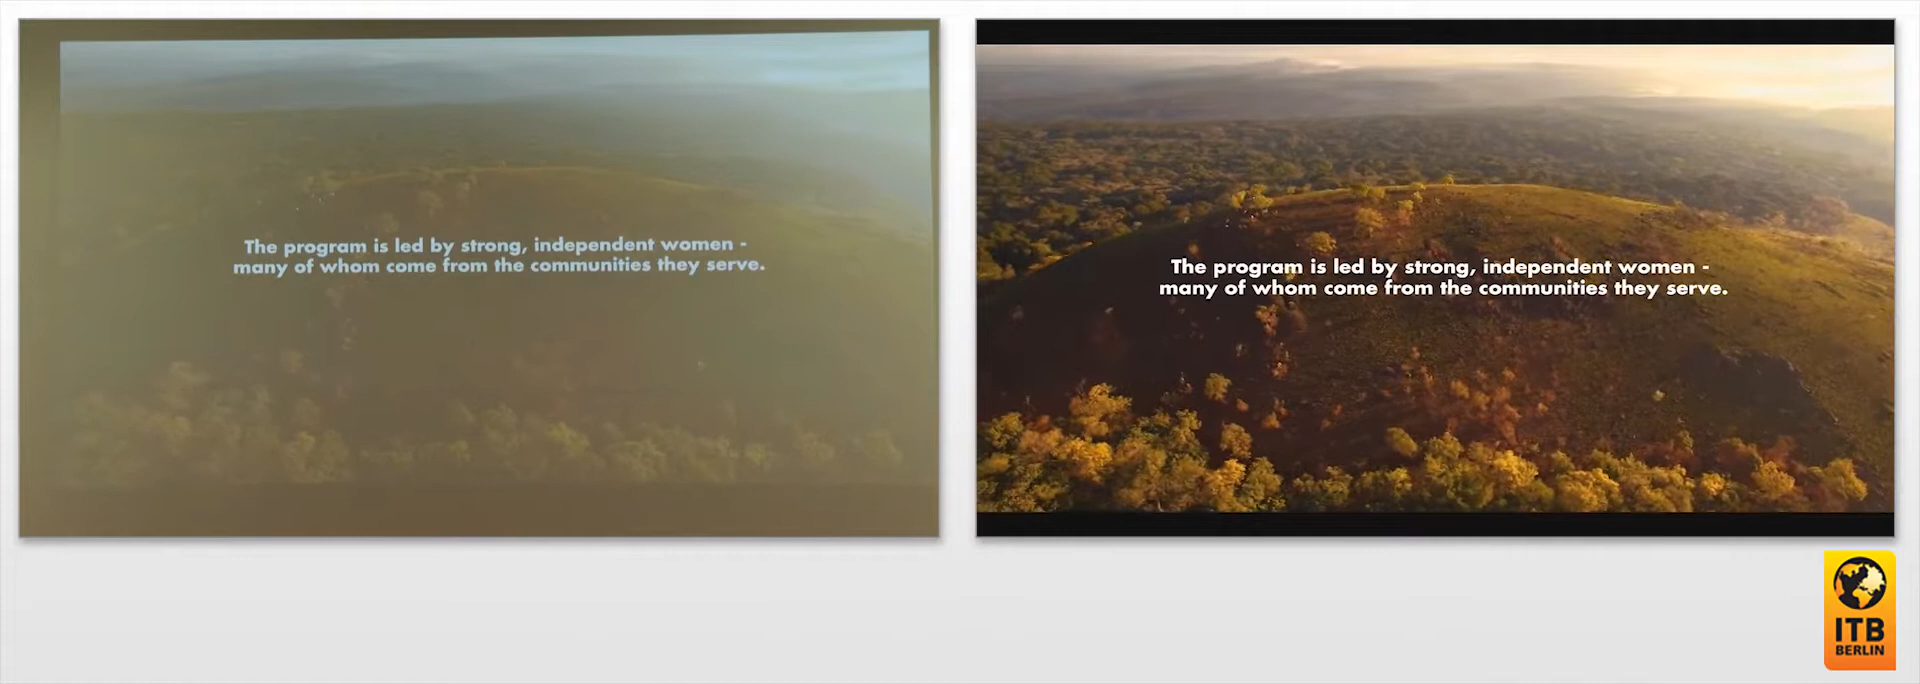 The program is led by strong, independent women -
many of whom come from the communities they serve.
The program is led by strong, independent women -
many of whom come from the communities they serve.
ITB
BERLIN